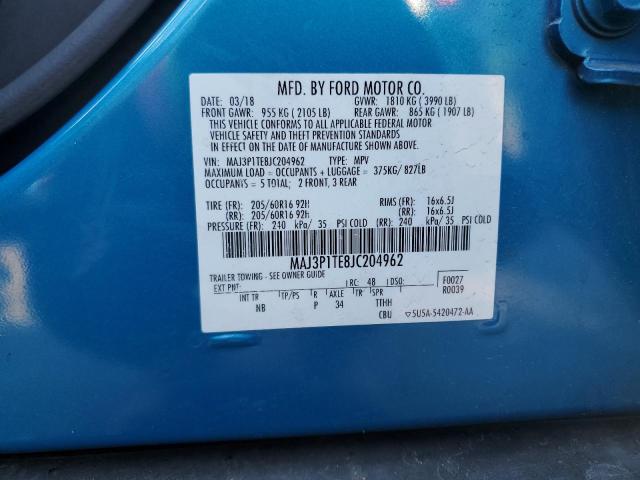 MFD. BY FORD MOTOR CO.
DATE: 03/18 GVWR: 1810 KG ( 3990 LB)
FRONT GAWR: 955 KG ( 2105 LB) REAR GAWR: 865 KG ( 1907 LB)
THIS VEHICLE CONFORMS TO ALL APPLICABLE FEDERAL MOTOR
VEHICLE SAFETY AND THEFT PREVENTION STANDARDS
IN EFFECT ON THE DATE OF MANUFACTURE SHOWN ABOVE.
VIN: MAJ3P1TE8JC204962 TYPE: MPV
MAXIMUM LOAD = OCCUPANTS + LUGGAGE = 375KG/ 827LB
OCCUPANTS = 5 TOTAL; 2 FRONT, 3 REAR
TIRE (FR): 205/60R16 92H RIMS (FR): 16x6.5J
(RR): 205/60R16 92H (RR): 16x6.5J
PRESSURE (FR): 240 kPa/ 35 PSI COLD (RR): 240 kPa/ 35 PSI COLD
MAJ3P1TE8JC204962
TRAILER TOWING - SEE OWNER GUIDE
EXT PNT: RC: 48 DSO: F0027
R0039
INT TR TP/PS R AXLE TR SPR
NB P 34 TTHH
CBU ▽5U5A-5420472-AA